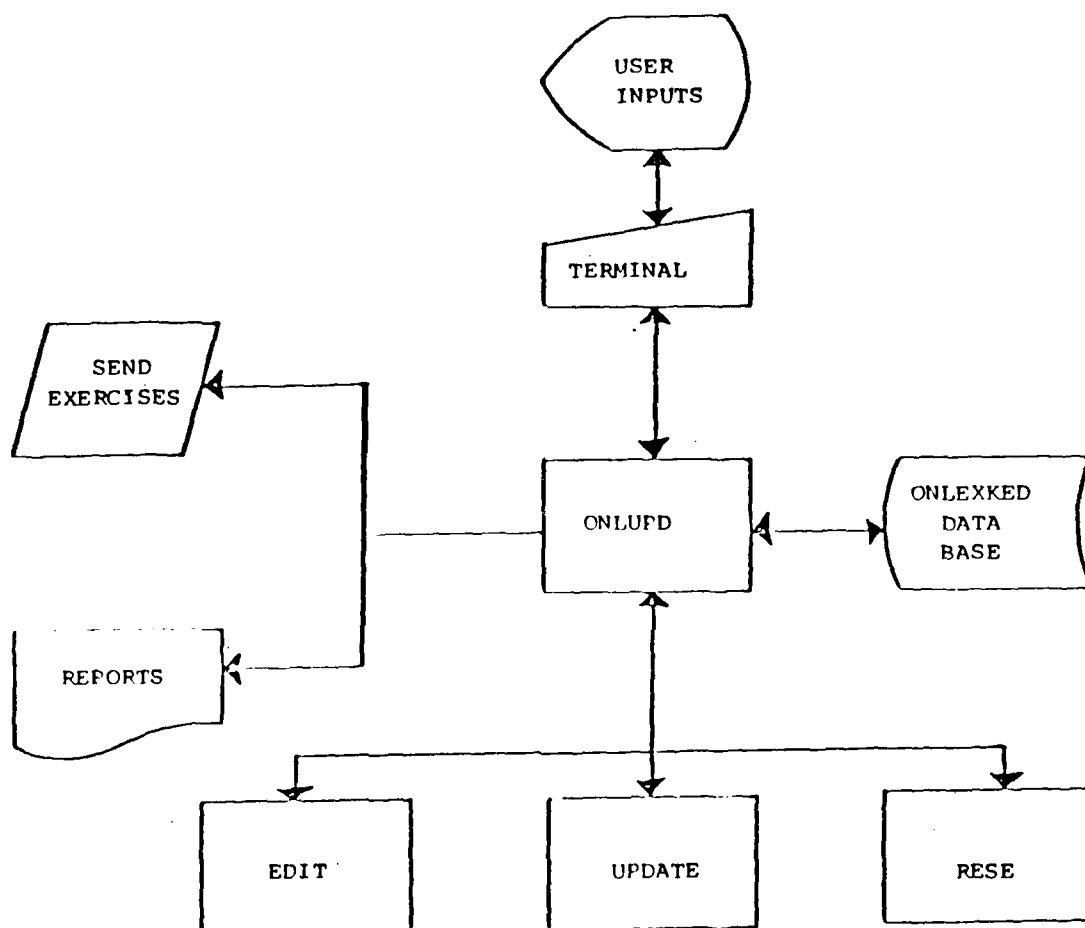 USER
INPUTS
TERMINAL
SEND
EXERCISES
ONLUPD
ONLEXKED
DATA
BASE
REPORTS
EDIT
UPDATE
RESE